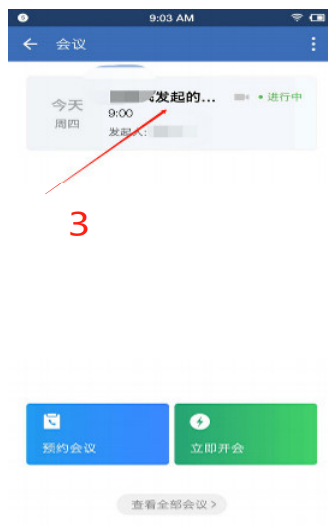 9:03 AM
会议
今天 发起的... 进行中
周四 9:00
发起人:
3
预约会议 立即开会
查看全部会议 >